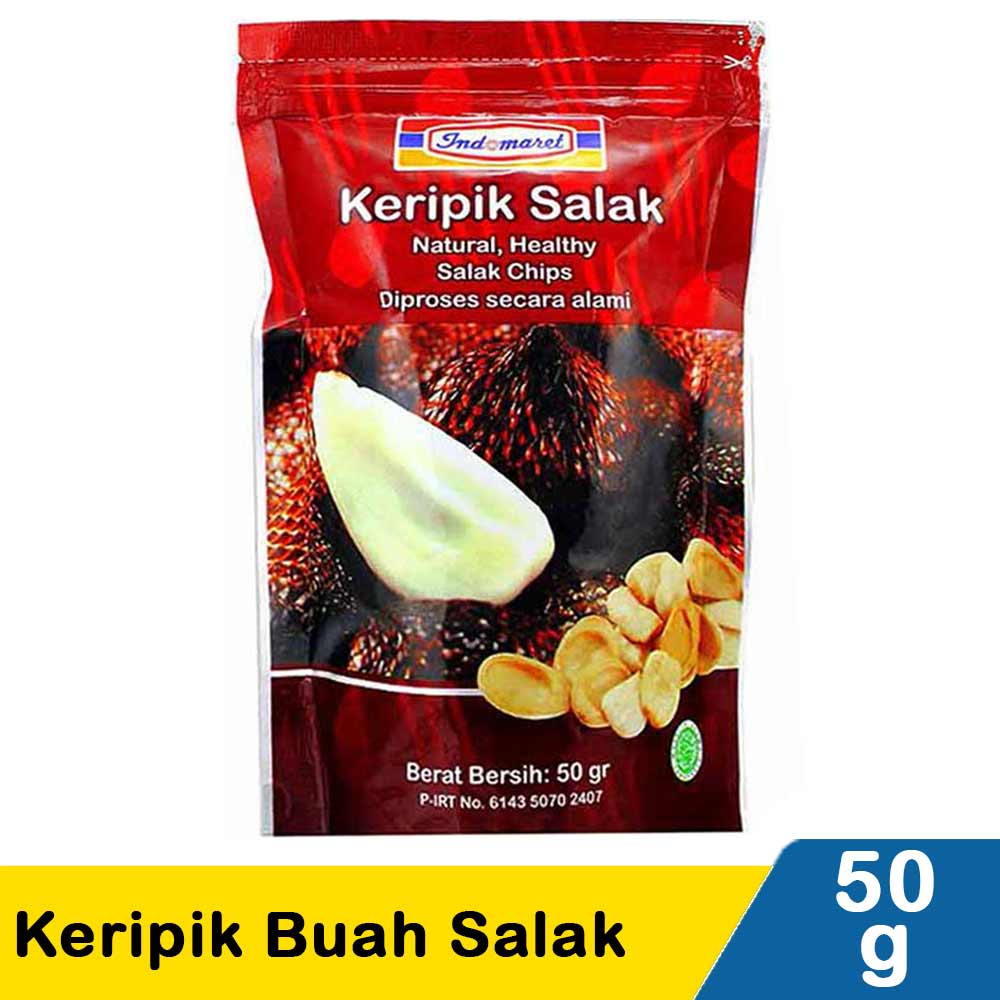 Indomaret
Keripik Salak
Natural, Healthy
Salak Chips
Diproses secara alami
Berat Bersih: 50 gr
P-IRT No. 6143 5070 2407
Keripik Buah Salak
50
g